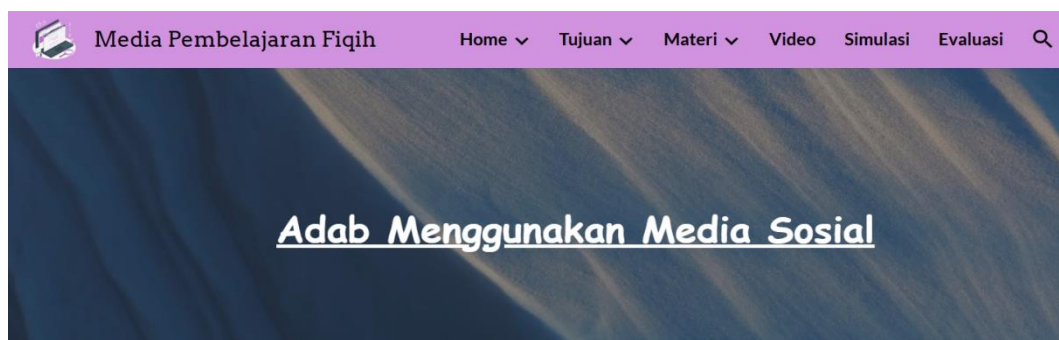 Media Pembelajaran Fiqih Home Tujuan Materi Video Simulasi Evaluasi
Adab Menggunakan Media Sosial